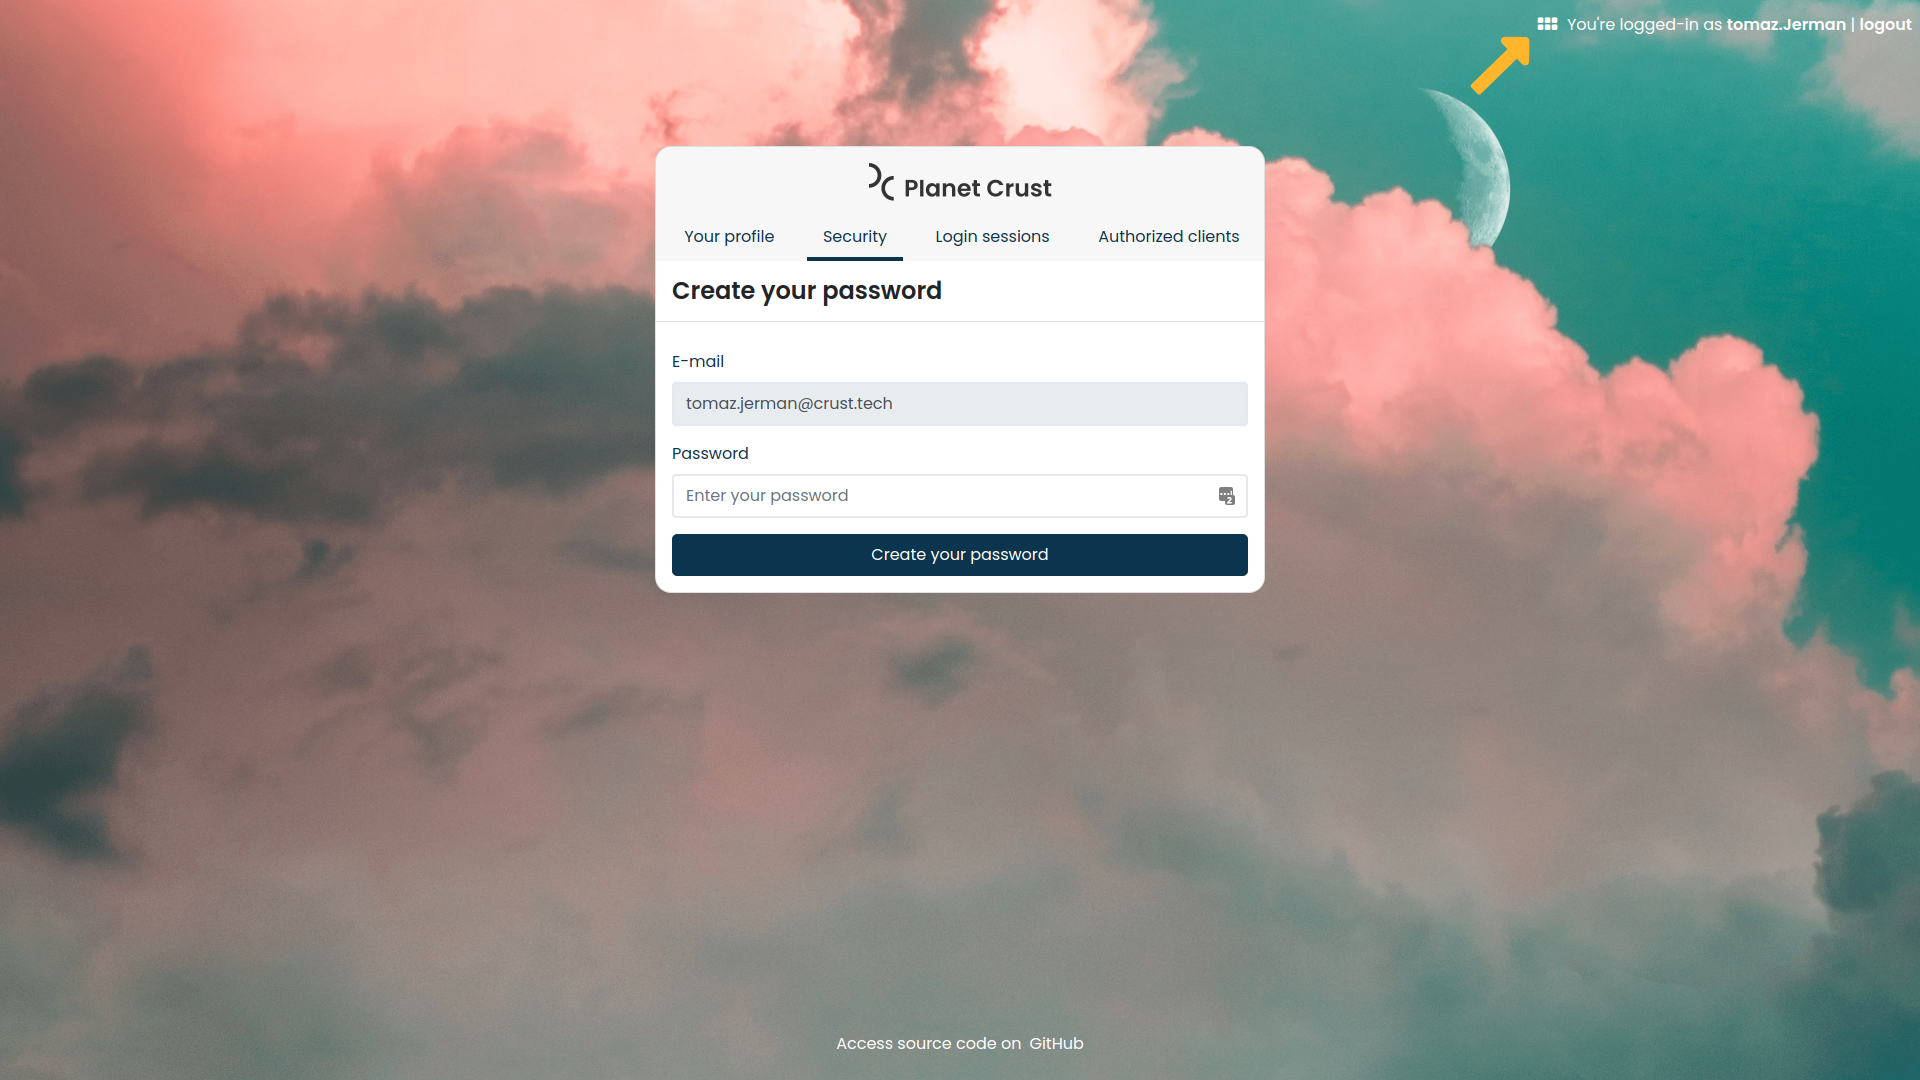 You're logged-in as tomaz.Jerman | logout
Planet Crust
Your profile Security Login sessions Authorized clients
Create your password
E-mail
tomaz.jerman@crust.tech
Password
Enter your password
2
Create your password
Access source code on GitHub